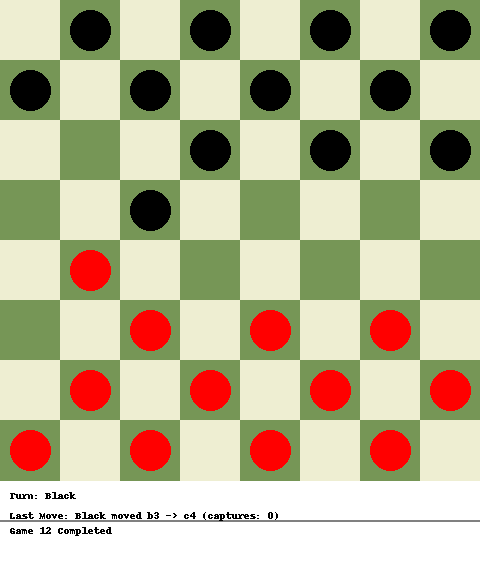 Turn: Black
Last Move: Black moved b3 -> c4 (captures: 0)
Game 12 Completed